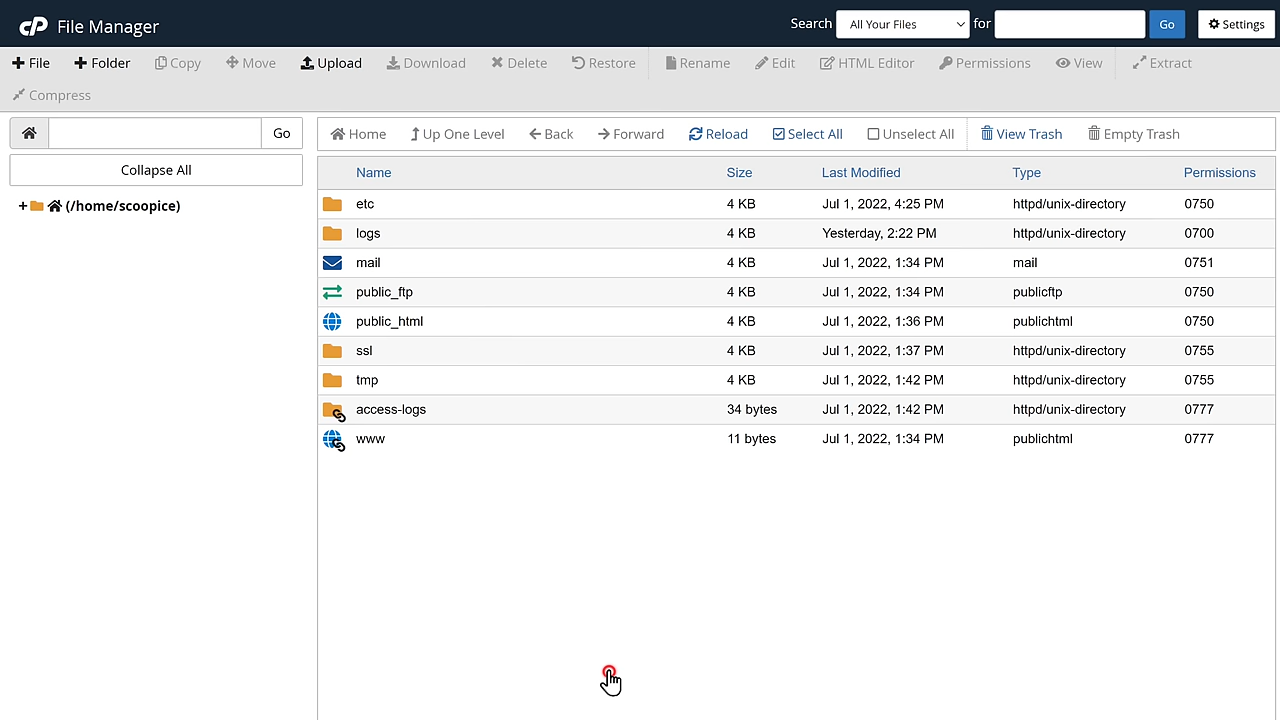 cP File Manager Search All Your Files for Go Settings
File Folder Copy Move Upload Download Delete Restore Rename Edit HTML Editor Permissions View Extract
Compress
Go Home Up One Level Back Forward Reload Select All Unselect All View Trash Empty Trash
Collapse All
Name Size Last Modified Type Permissions
+ (/home/scoopice)
etc 4 KB Jul 1, 2022, 4:25 PM httpd/unix-directory 0750
logs 4 KB Yesterday, 2:22 PM httpd/unix-directory 0700
mail 4 KB Jul 1, 2022, 1:34 PM mail 0751
public_ftp 4 KB Jul 1, 2022, 1:34 PM publicftp 0750
public_html 4 KB Jul 1, 2022, 1:36 PM publichtml 0750
ssl 4 KB Jul 1, 2022, 1:37 PM httpd/unix-directory 0755
tmp 4 KB Jul 1, 2022, 1:42 PM httpd/unix-directory 0755
access-logs 34 bytes Jul 1, 2022, 1:42 PM httpd/unix-directory 0777
www 11 bytes Jul 1, 2022, 1:34 PM publichtml 0777